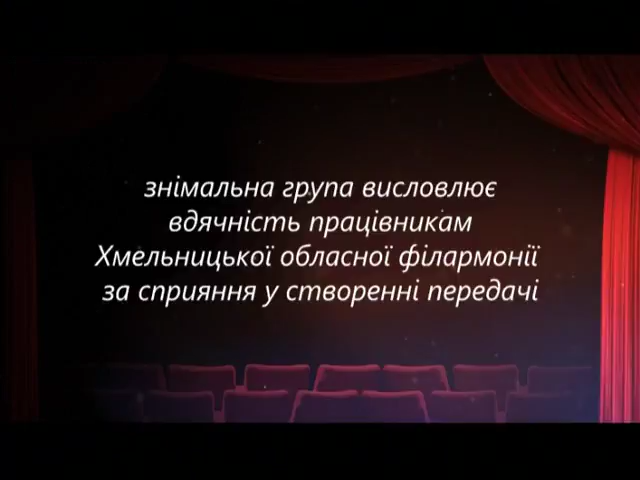 знімальна група висловлює
вдячність працівникам
Хмельницької обласної філармонії
за сприяння у створенні передачі